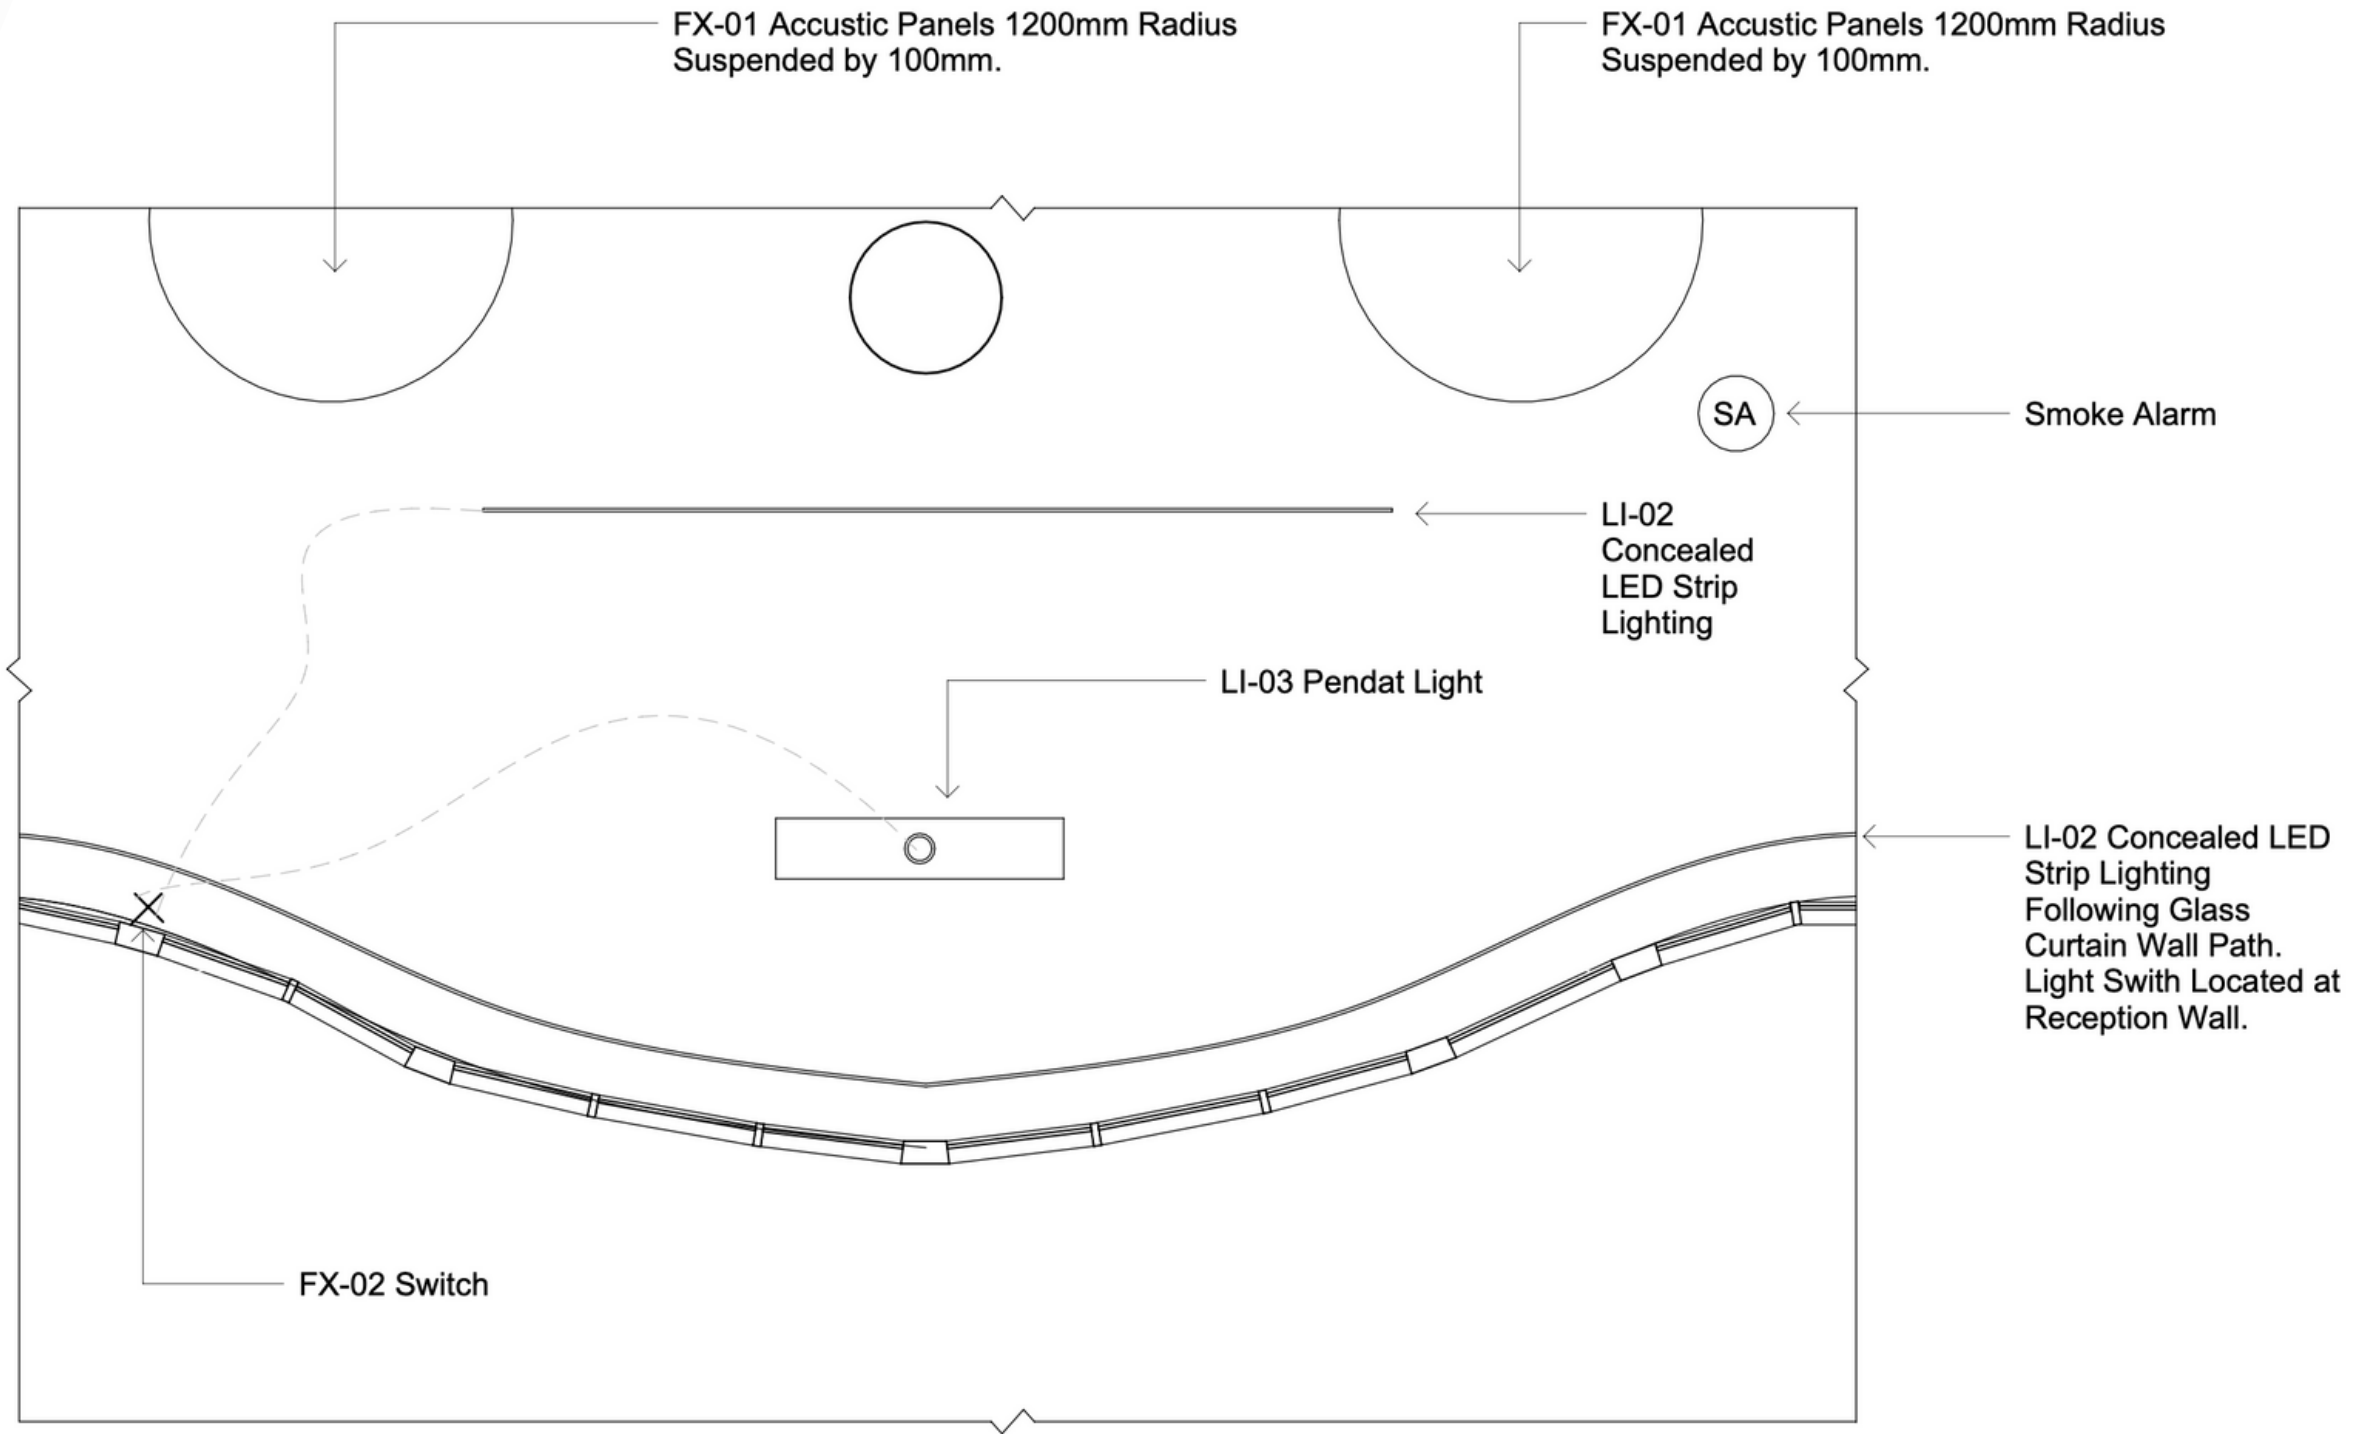 FX-01 Accustic Panels 1200mm Radius
Suspended by 100mm.
FX-01 Accustic Panels 1200mm Radius
Suspended by 100mm.
SA
Smoke Alarm
LI-02
Concealed
LED Strip
Lighting
LI-03 Pendat Light
LI-02 Concealed LED
Strip Lighting
Following Glass
Curtain Wall Path.
Light Swith Located at
Reception Wall.
FX-02 Switch